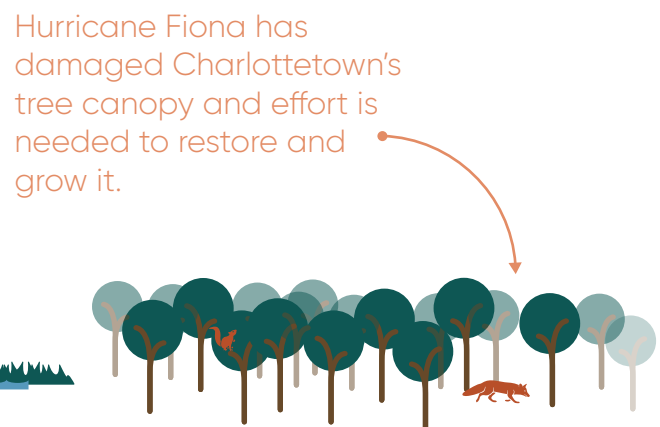 Hurricane Fiona has
damaged Charlottetown’s
tree canopy and effort is
needed to restore and
grow it.